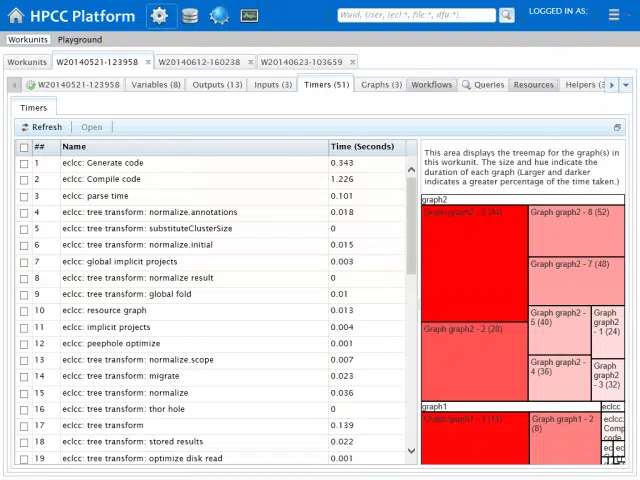 HPCC Platform
Wuid, User, (ecl:*, file:*, dfu:*,
LOGGED IN AS:
Workunits Playground
Workunits W20140521-123958 W20140612-160238 W20140623-103659
W20140521-123958 Variables (8) Outputs (13) Inputs (3) Timers (51) Graphs (3) Workflows Queries Resources Helpers (
Timers
Refresh Open
## Name Time (Seconds)
1 eclcc: Generate code 0.343
2 eclcc: Compile code 1.226
3 eclcc: parse time 0.101
4 eclcc: tree transform: normalize.annotations 0.018
5 eclcc: tree transform: substituteClusterSize 0
6 eclcc: tree transform: normalize.initial 0.015
7 eclcc: global implicit projects 0.003
8 eclcc: tree transform: normalize result 0
9 eclcc: tree transform: global fold 0.01
10 eclcc: resource graph 0.013
11 eclcc: implicit projects 0.004
12 eclcc: peephole optimize 0.001
13 eclcc: tree transform: normalize.scope 0.007
14 eclcc: tree transform: migrate 0.023
15 eclcc: tree transform: normalize 0.036
16 eclcc: tree transform: thor hole 0
17 eclcc: tree transform 0.139
18 eclcc: tree transform: stored results 0.022
19 eclcc: tree transform: optimize disk read 0.001
This area displays the treemap for the graph(s) in
this workunit. The size and hue indicate the
duration of each graph (Larger and darker
indicates a greater percentage of the time taken.)
graph2
Graph graph2 -
Graph graph2 - 8 (52)
Graph graph2 - 7 (48)
Graph graph2 - 2 (28)
Graph graph2 -
6 (40)
Graph
graph2
- 1 (24)
Graph graph2
- 4 (36)
Graph
graph2
- 3 (32)
graph1
eclcc
Graph graph1 -
Graph graph1 - 2
(8)
eclcc:
Comp
code